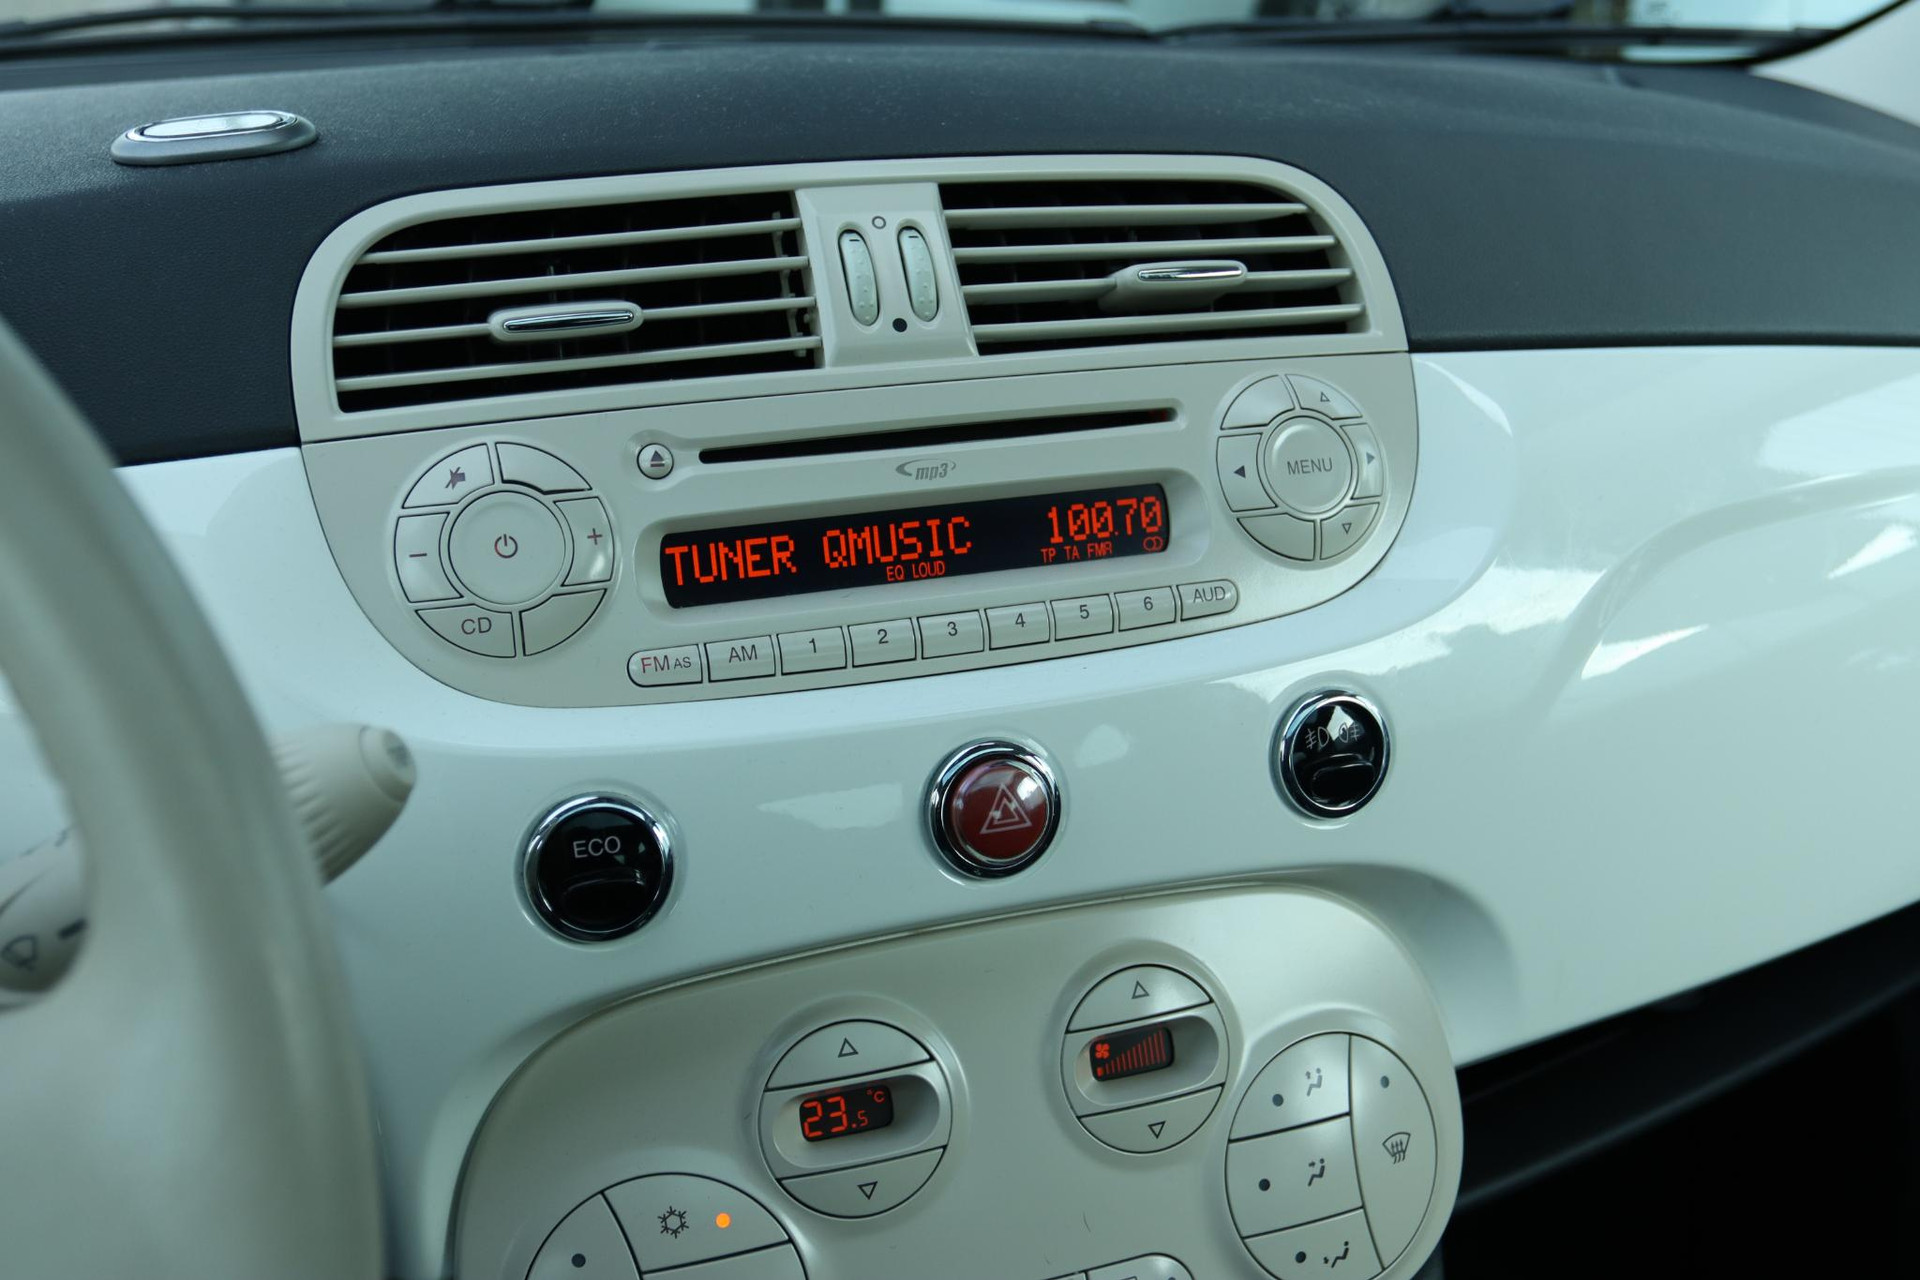 mp3
MENU
TUNER QMUSIC 100.70
EQ LOUD TP TA FMR
CD
FM AS AM 1 2 3 4 5 6 AUD
ECO
23.5 °C